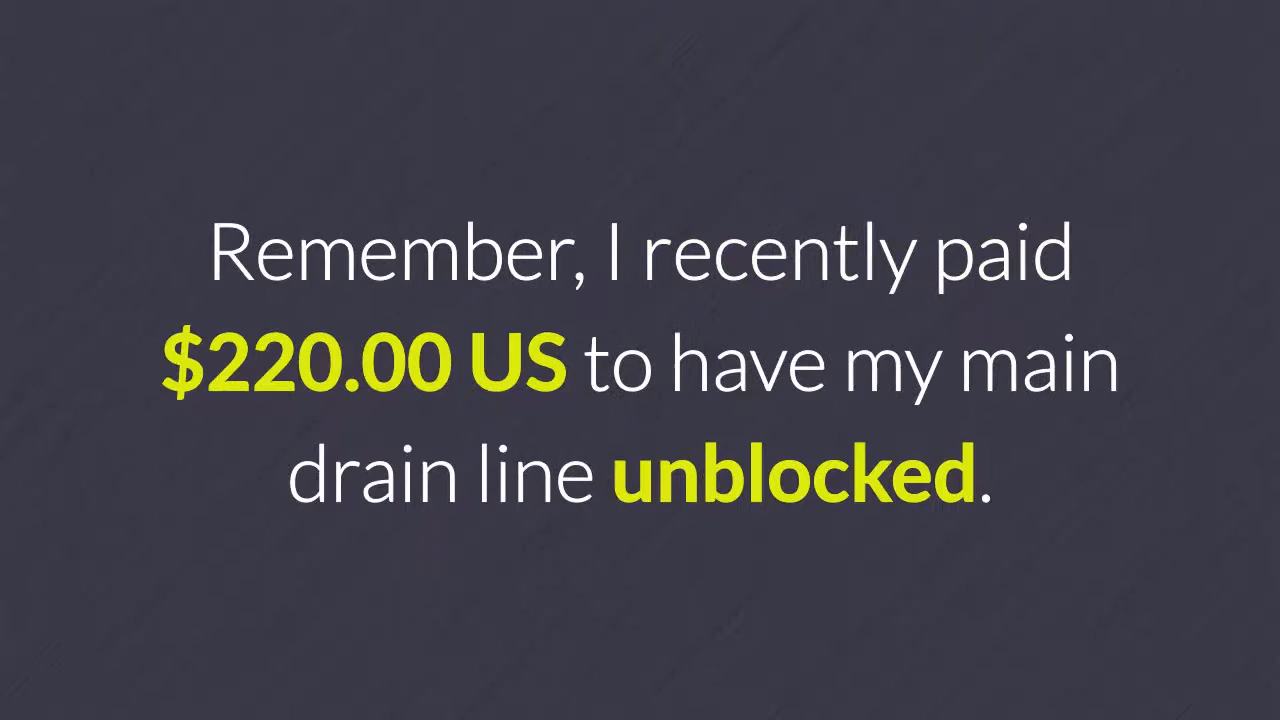 Remember, I recently paid
$220.00 US to have my main
drain line unblocked.